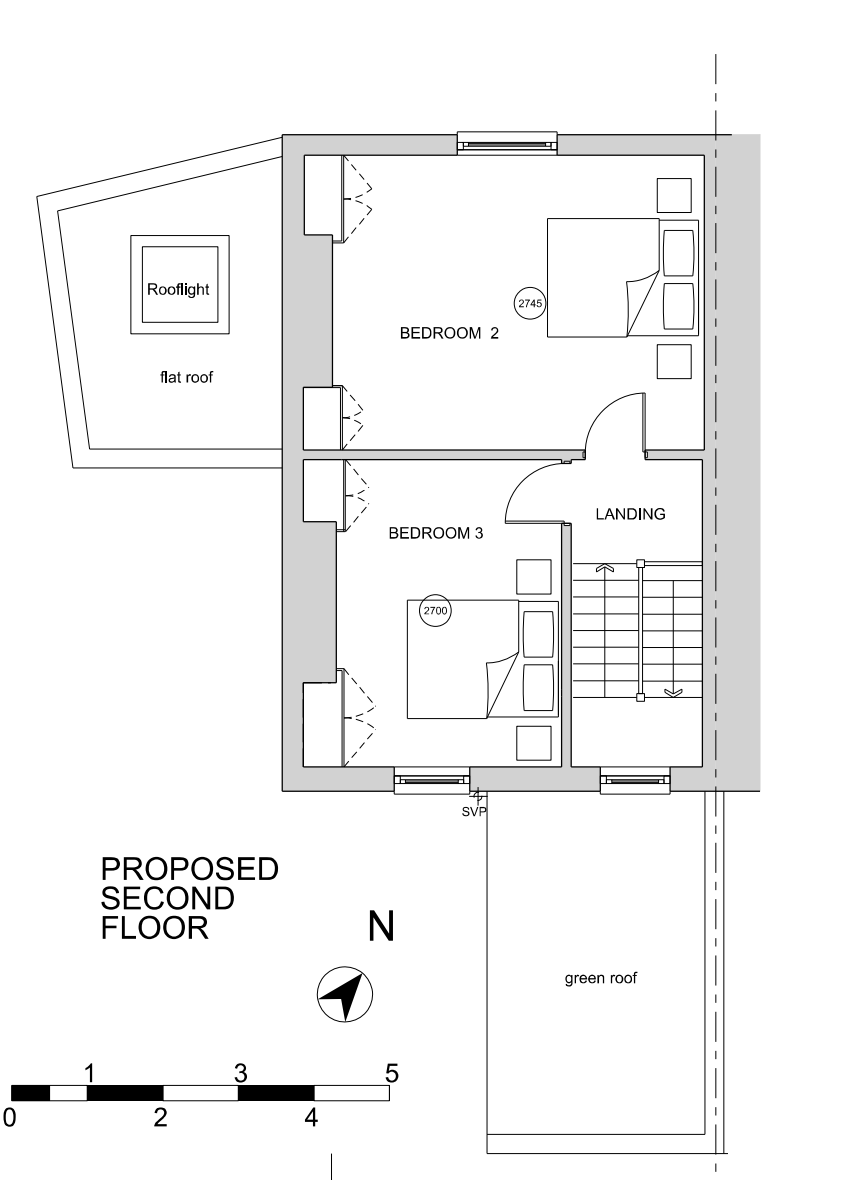 Rooflight
flat roof
2745
BEDROOM 2
LANDING
BEDROOM 3
2700
SVP
PROPOSED
SECOND
FLOOR
N
green roof
1 3 5
0 2 4